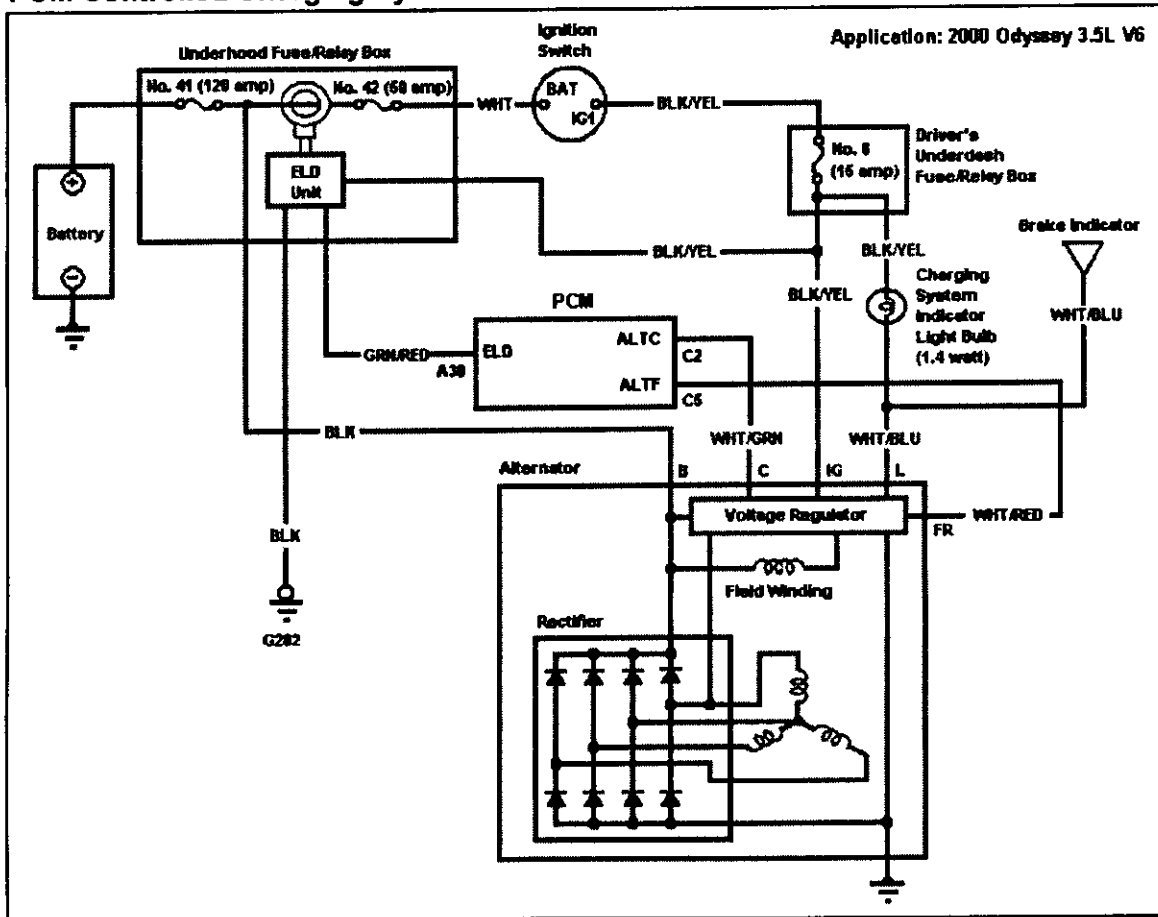 Application: 2000 Odyssey 3.5L V6
Ignition
Switch
Underhood Fuse/Relay Box
No. 41 (120 amp)
No. 42 (50 amp)
WHT
BAT
IG1
BLK/YEL
No. 6
(15 amp)
Driver's
Underdash
Fuse/Relay Box
ELD
Unit
Battery
Brake Indicator
BLK/YEL
BLK/YEL
BLK/YEL
Charging
System
Indicator
Light Bulb
(1.4 watt)
WHT/BLU
PCM
GRN/RED
ELD
ALTC
C2
ALTF
C5
BLK
WHT/GRN
WHT/BLU
Alternator
B
C
IG
L
Voltage Regulator
FR
WHT/RED
BLK
Field Winding
G202
Rectifier